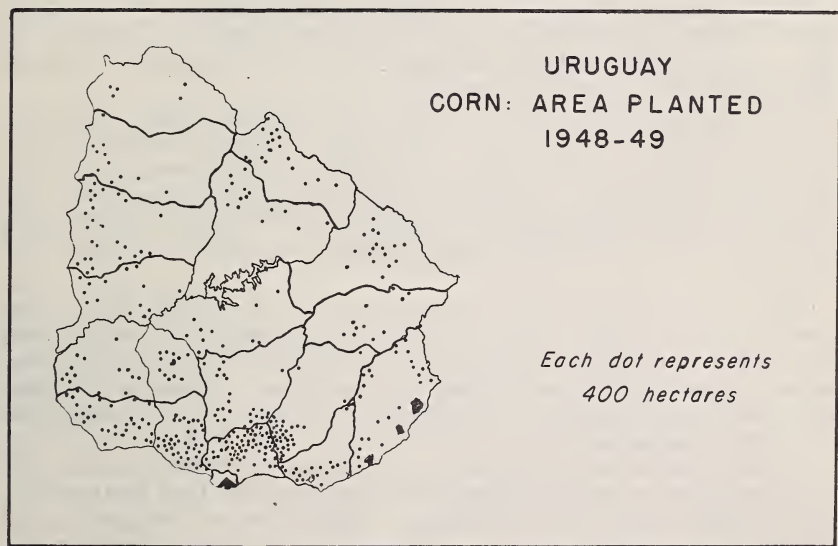 URUGUAY
CORN: AREA PLANTED
1948-49
Each dot represents
400 hectares